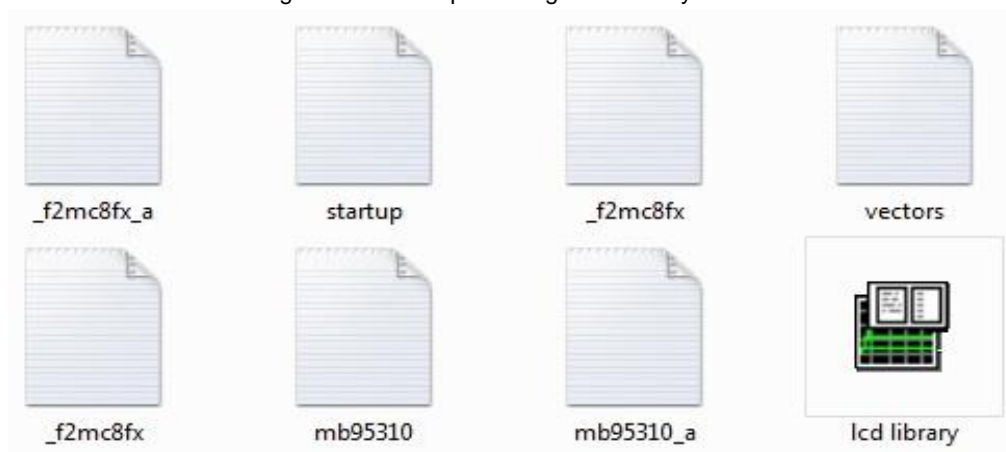 _f2mc8fx_a
startup
_f2mc8fx
vectors
_f2mc8fx
mb95310
mb95310_a
lcd library